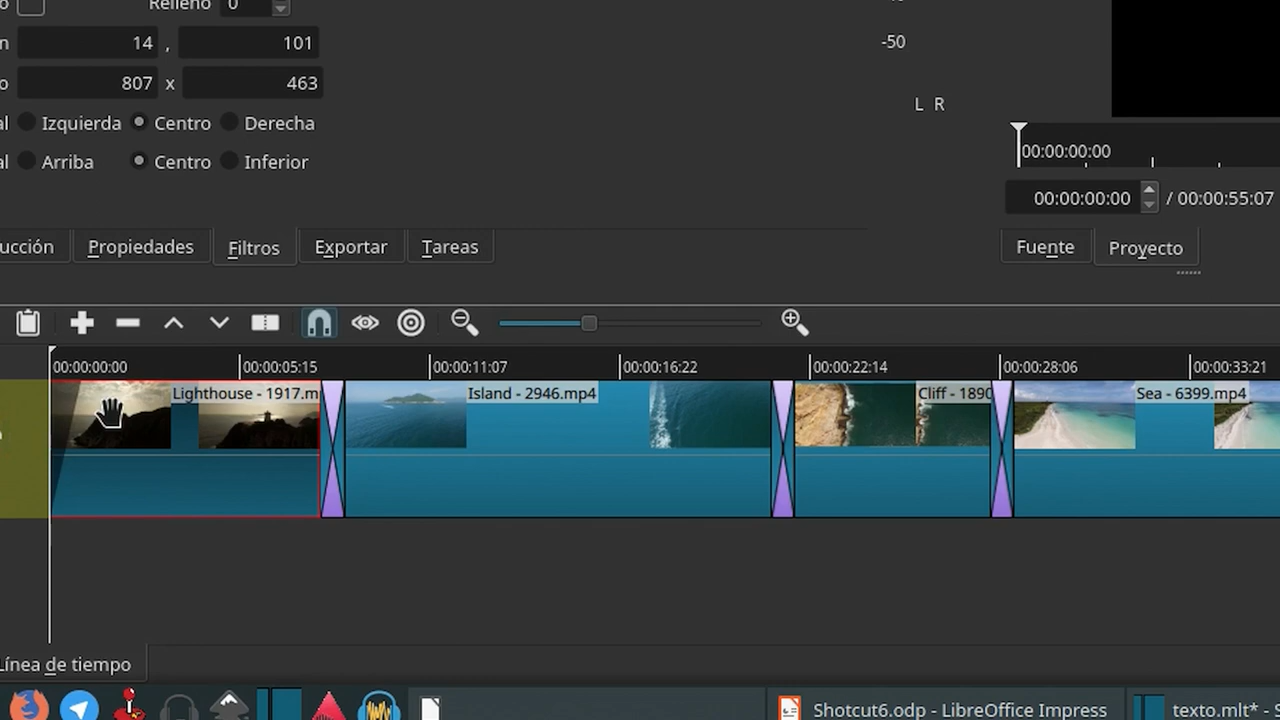 o Relleno 0
n 14 , 101
-50
o 807 x 463
L R
al Izquierda Centro Derecha
al Arriba Centro Inferior
00:00:00:00
00:00:00:00 / 00:00:55:07
ucción Propiedades Filtros Exportar Tareas
Fuente Proyecto
00:00:00:00 00:00:05:15 00:00:11:07 00:00:16:22 00:00:22:14 00:00:28:06 00:00:33:21
Lighthouse - 1917.m Island - 2946.mp4 Cliff - 1890 Sea - 6399.mp4
Línea de tiempo
Shotcut6.odp - LibreOffice Impress texto.mlt* - S